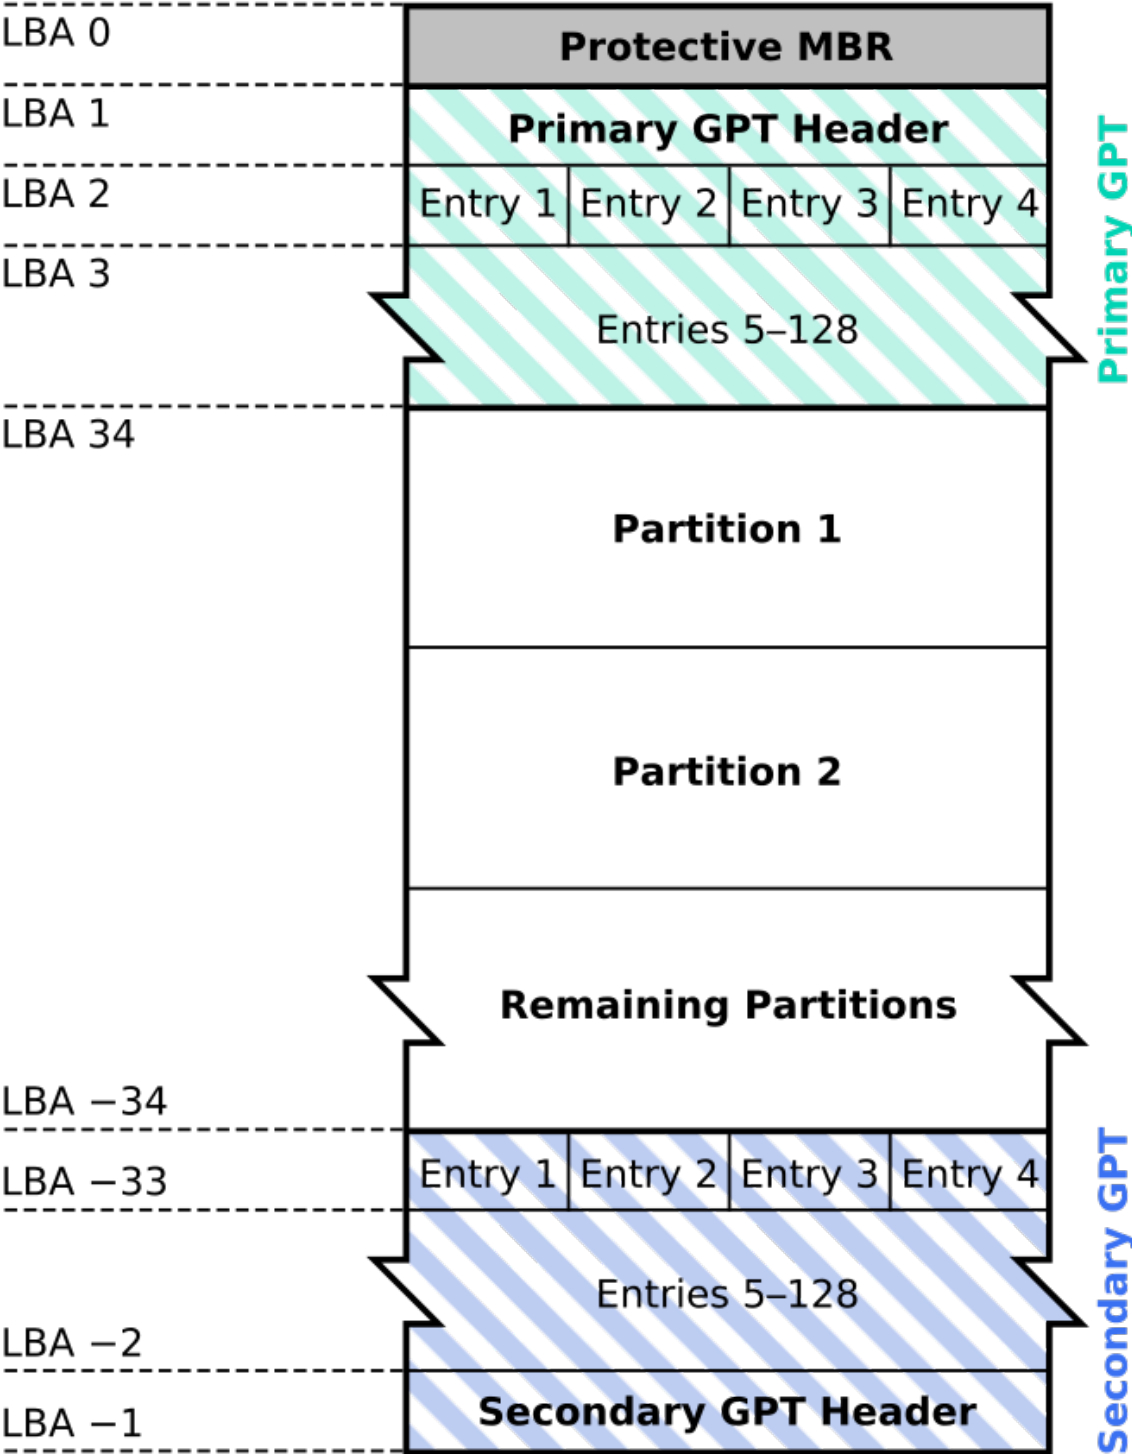 LBA 0
Protective MBR
LBA 1
Primary GPT Header
LBA 2
Entry 1 Entry 2 Entry 3 Entry 4
LBA 3
Entries 5–128
Primary GPT
LBA 34
Partition 1
Partition 2
Remaining Partitions
LBA −34
LBA −33
Entry 1 Entry 2 Entry 3 Entry 4
Entries 5–128
LBA −2
Secondary GPT Header
LBA −1
Secondary GPT